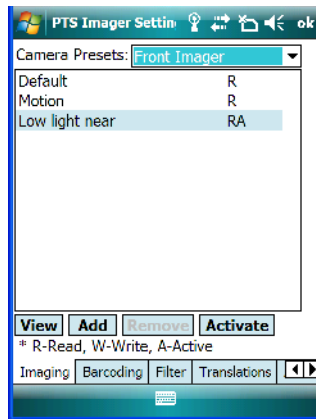 PTS Imager Settin ok
Camera Presets: Front Imager
Default R
Motion R
Low light near RA
View Add Remove Activate
* R-Read, W-Write, A-Active
Imaging Barcoding Filter Translations